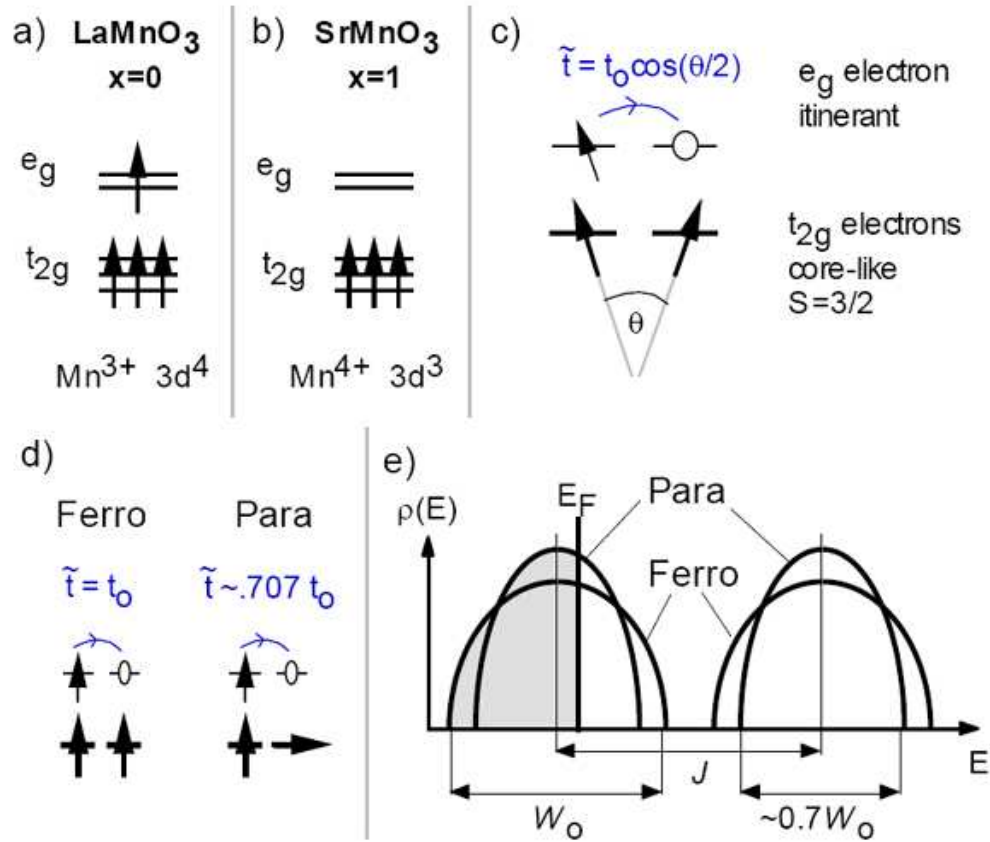 a) LaMnO3
x=0
eg
t2g
Mn3+ 3d4
b) SrMnO3
x=1
eg
t2g
Mn4+ 3d3
c)
t̃ = tocos(θ/2)
eg electron
itinerant
t2g electrons
core-like
S=3/2
θ
d)
Ferro Para
t̃ = to t̃ ~.707 to
e)
ρ(E)
EF
Para
Ferro
J
E
Wo
~0.7Wo